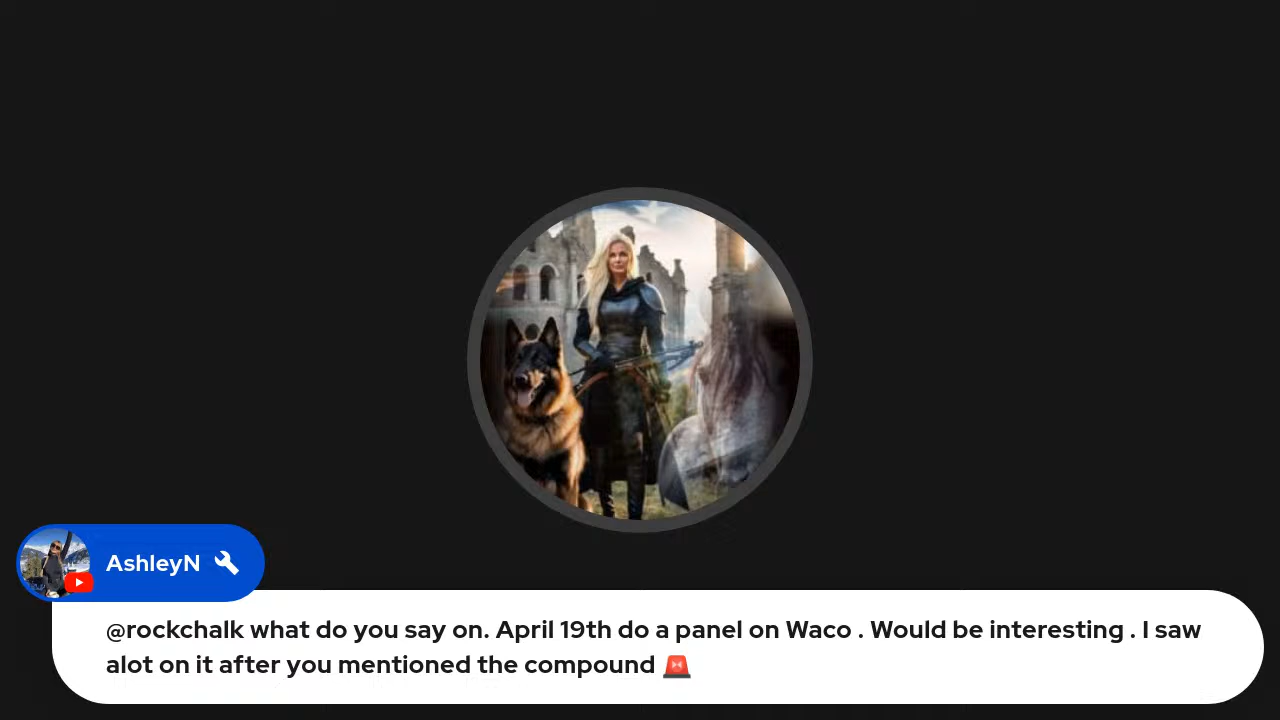 AshleyN
@rockchalk what do you say on. April 19th do a panel on Waco . Would be interesting . I saw
alot on it after you mentioned the compound 🚨